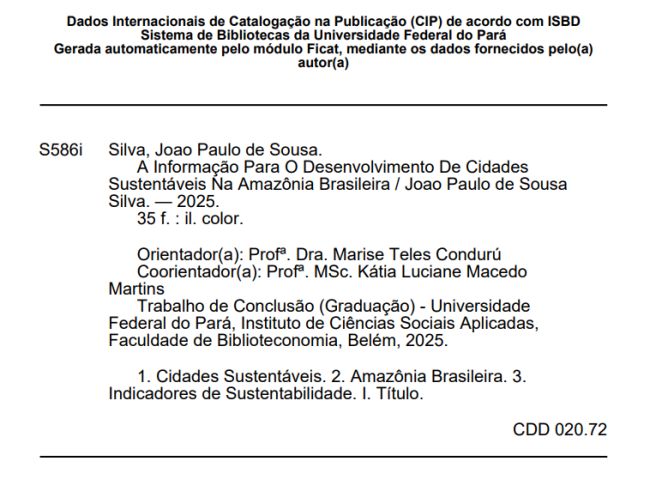 Dados Internacionais de Catalogação na Publicação (CIP) de acordo com ISBD
Sistema de Bibliotecas da Universidade Federal do Pará
Gerada automaticamente pelo módulo Ficat, mediante os dados fornecidos pelo(a)
autor(a)
S586i Silva, Joao Paulo de Sousa.
A Informação Para O Desenvolvimento De Cidades
Sustentáveis Na Amazônia Brasileira / Joao Paulo de Sousa
Silva. — 2025.
35 f. : il. color.
Orientador(a): Profª. Dra. Marise Teles Condurú
Coorientador(a): Profª. MSc. Kátia Luciane Macedo
Martins
Trabalho de Conclusão (Graduação) - Universidade
Federal do Pará, Instituto de Ciências Sociais Aplicadas,
Faculdade de Biblioteconomia, Belém, 2025.
1. Cidades Sustentáveis. 2. Amazônia Brasileira. 3.
Indicadores de Sustentabilidade. I. Título.
CDD 020.72